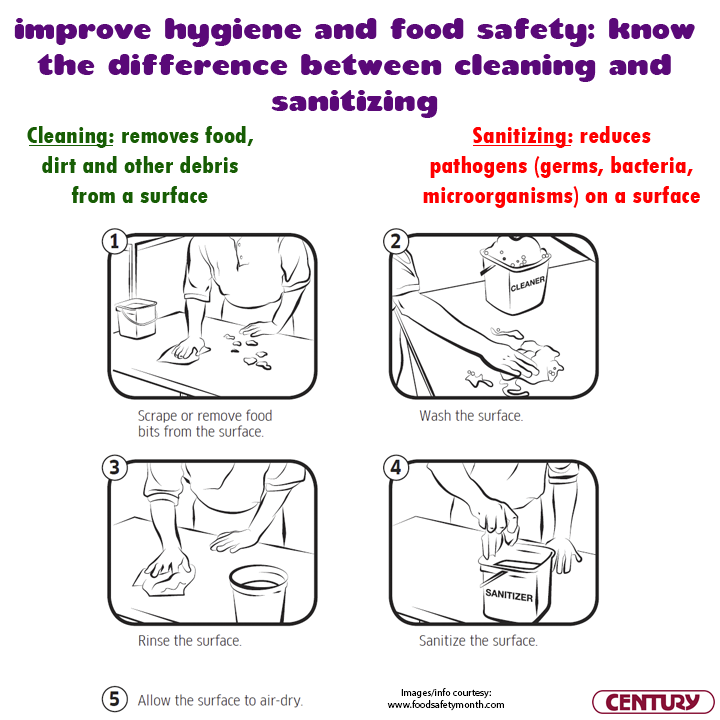 improve hygiene and food safety: know
the difference between cleaning and
sanitizing
Cleaning: removes food,
dirt and other debris
from a surface
Sanitizing: reduces
pathogens (germs, bacteria,
microorganisms) on a surface
1
Scrape or remove food
bits from the surface.
2
CLEANER
Wash the surface.
3
Rinse the surface.
4
SANITIZER
Sanitize the surface.
5 Allow the surface to air-dry.
Images/info courtesy:
www.foodsafetymonth.com
CENTURY